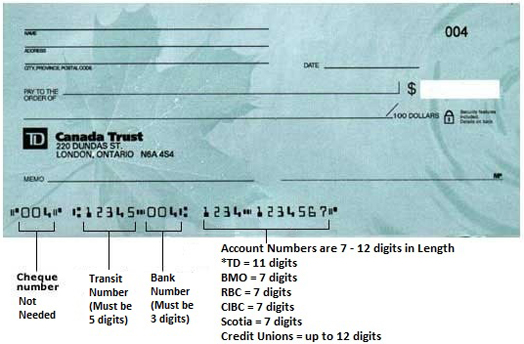 004
NAME
ADDRESS
CITY, PROVINCE, POSTAL CODE
DATE
PAY TO THE
ORDER OF
$
/100 DOLLARS
Security features
included.
Details on back.
TD Canada Trust
220 DUNDAS ST.
LONDON, ONTARIO N6A 4S4
MEMO
MP
⑈004⑈ ⑆12345⑉004⑆ 1234⑉1234567⑈
Cheque
number
Not
Needed
Transit
Number
(Must be
5 digits)
Bank
Number
(Must be
3 digits)
Account Numbers are 7 - 12 digits in Length
*TD = 11 digits
BMO = 7 digits
RBC = 7 digits
CIBC = 7 digits
Scotia = 7 digits
Credit Unions = up to 12 digits